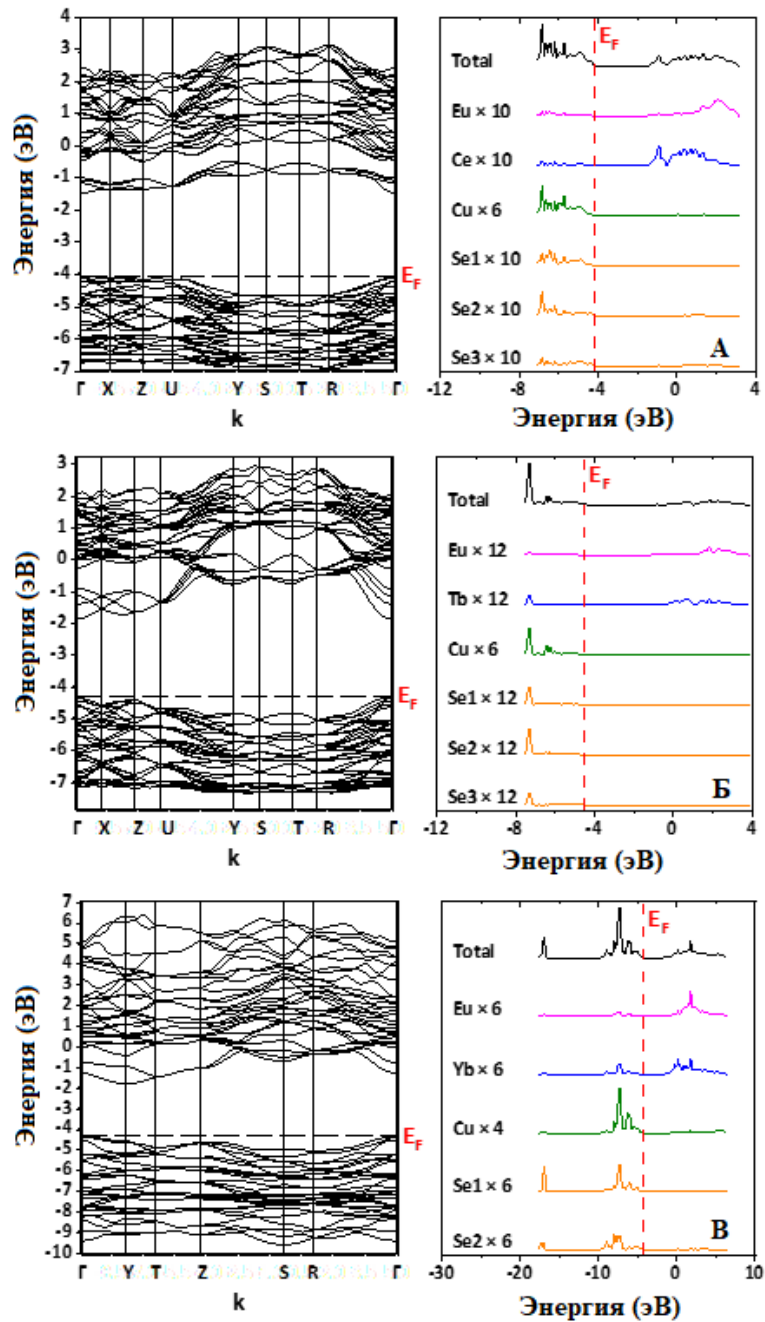 4
3
2
1
0
-1
-2
-3
-4
-5
-6
-7
Энергия (эВ)
E_F
Γ X Z U Y S T R Γ
k
E_F
Total
Eu × 10
Ce × 10
Cu × 6
Se1 × 10
Se2 × 10
Se3 × 10
А
-12 -8 -4 0 4
Энергия (эВ)
3
2
1
0
-1
-2
-3
-4
-5
-6
-7
Энергия (эВ)
E_F
Γ X Z U Y S T R Γ
k
E_F
Total
Eu × 12
Tb × 12
Cu × 6
Se1 × 12
Se2 × 12
Se3 × 12
Б
-12 -8 -4 0 4
Энергия (эВ)
7
6
5
4
3
2
1
0
-1
-2
-3
-4
-5
-6
-7
-8
-9
-10
Энергия (эВ)
E_F
Γ Y T Z S R Γ
k
E_F
Total
Eu × 6
Yb × 6
Cu × 4
Se1 × 6
Se2 × 6
В
-30 -20 -10 0 10
Энергия (эВ)